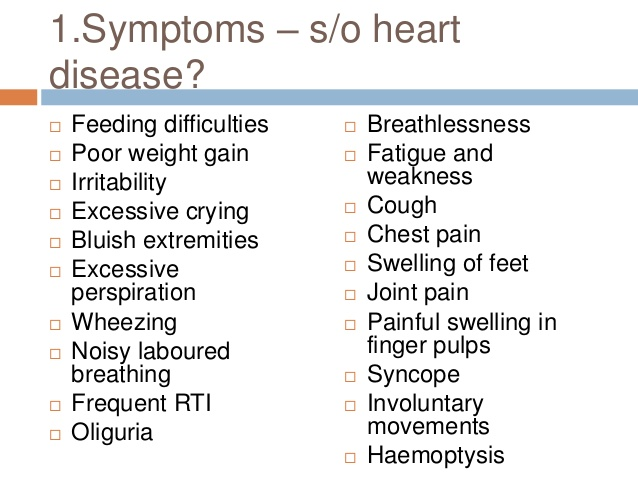 1.Symptoms – s/o heart
disease?
Feeding difficulties
Poor weight gain
Irritability
Excessive crying
Bluish extremities
Excessive
perspiration
Wheezing
Noisy laboured
breathing
Frequent RTI
Oliguria
Breathlessness
Fatigue and
weakness
Cough
Chest pain
Swelling of feet
Joint pain
Painful swelling in
finger pulps
Syncope
Involuntary
movements
Haemoptysis